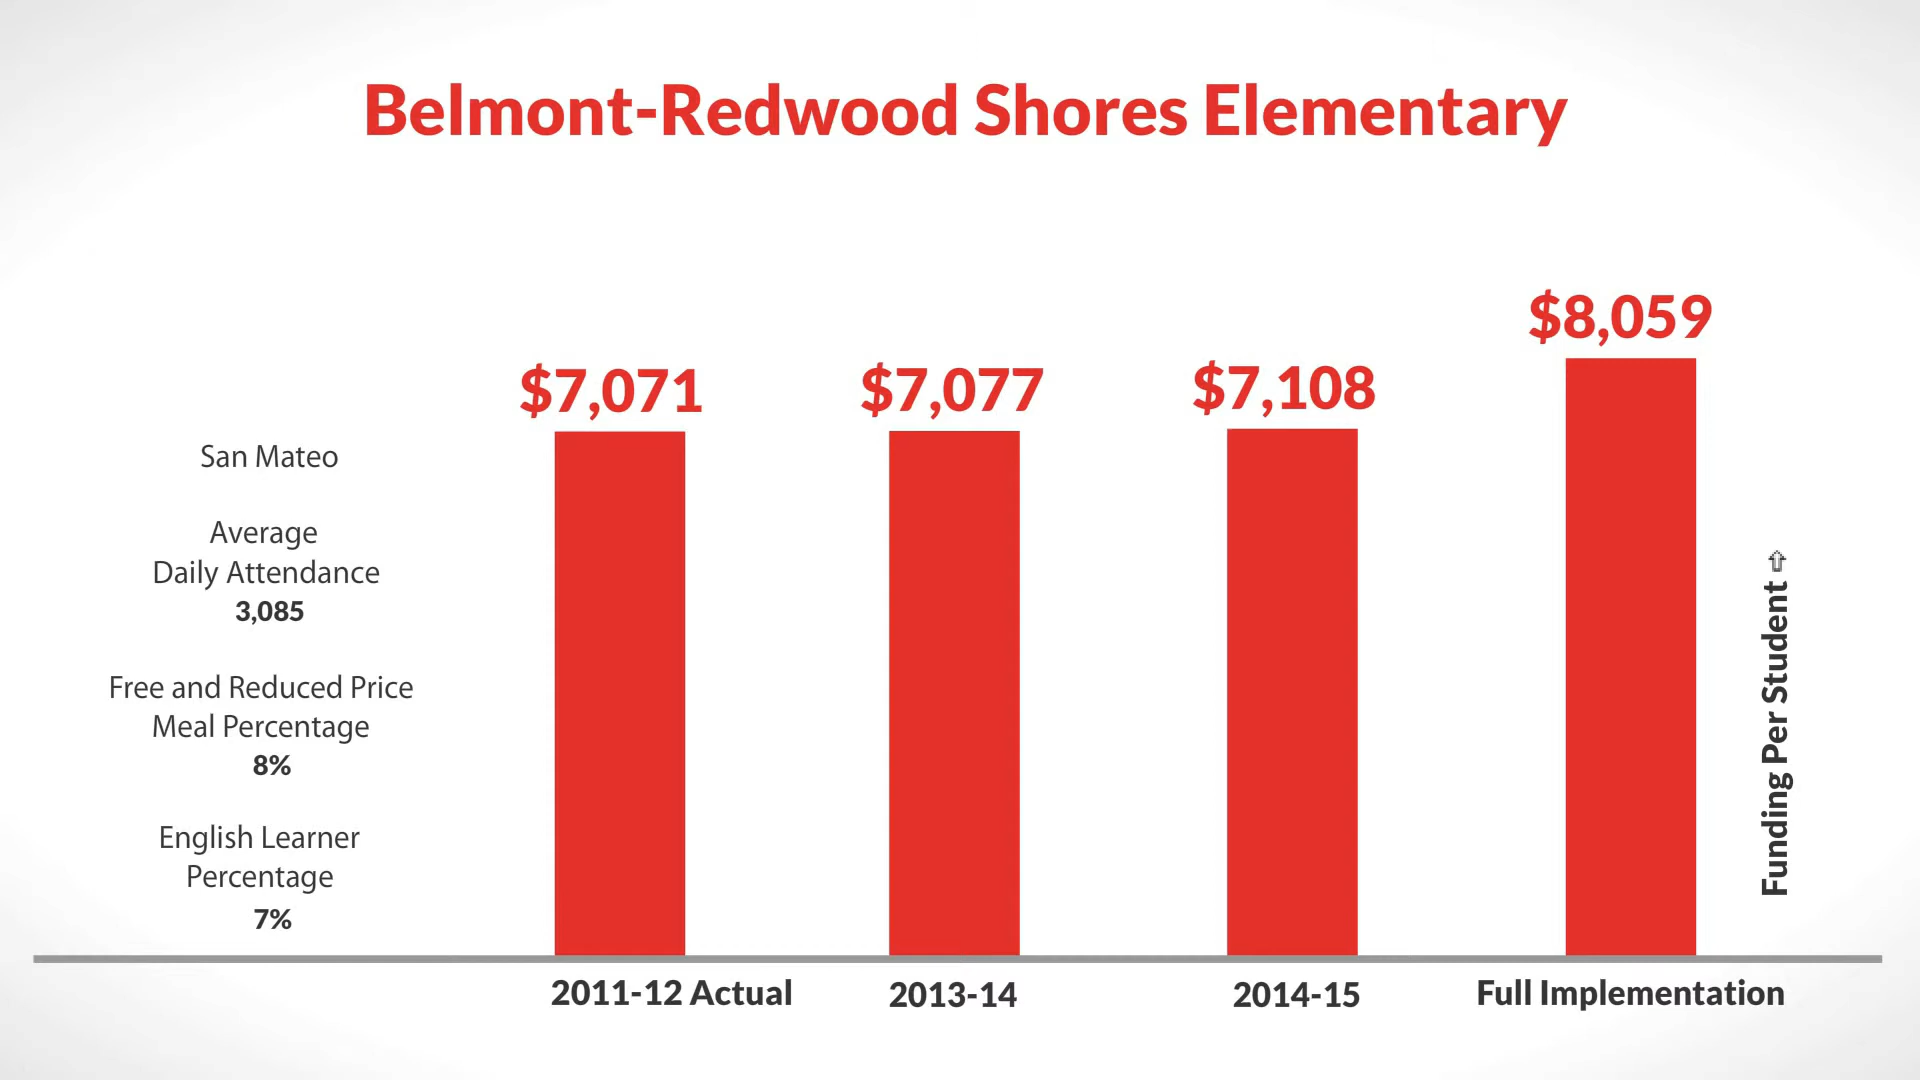 Belmont-Redwood Shores Elementary
$7,071
$7,077
$7,108
$8,059
San Mateo
Average
Daily Attendance
3,085
Free and Reduced Price
Meal Percentage
8%
English Learner
Percentage
7%
Funding Per Student ⇧
2011-12 Actual
2013-14
2014-15
Full Implementation